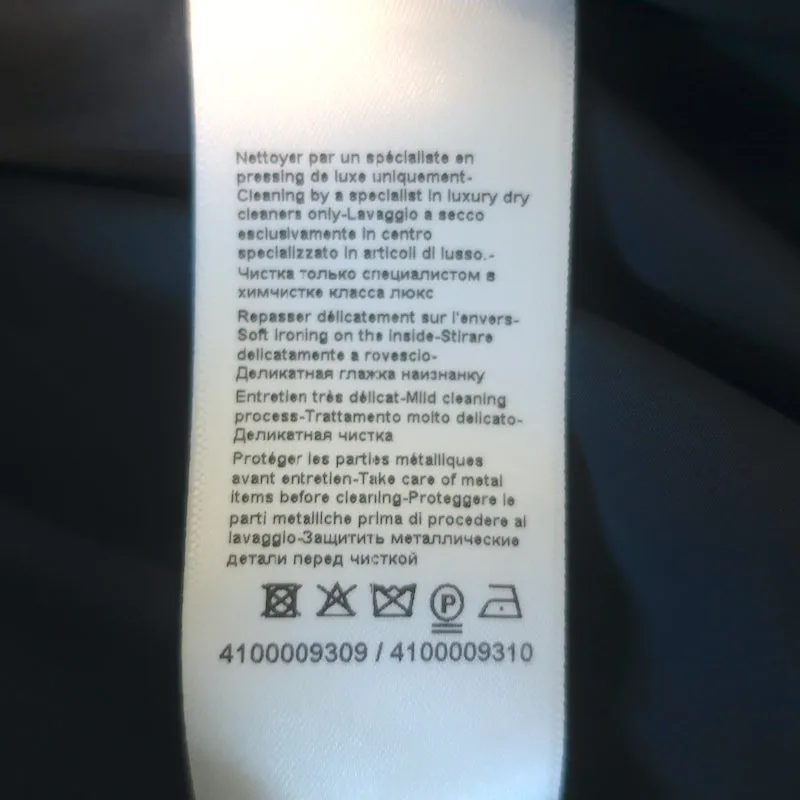 Nettoyer par un spécialiste en
pressing de luxe uniquement-
Cleaning by a specialist in luxury dry
cleaners only-Lavaggio a secco
esclusivamente in centro
specializzato in articoli di lusso.-
Чистка только специалистом в
химчистке класса люкс
Repasser délicatement sur l'envers-
Soft ironing on the inside-Stirare
delicatamente a rovescio-
Деликатная глажка наизнанку
Entretien très délicat-Mild cleaning
process-Trattamento molto delicato-
Деликатная чистка
Protéger les parties métalliques
avant entretien-Take care of metal
items before cleaning-Proteggere le
parti metalliche prima di procedere al
lavaggio-Защитить металлические
детали перед чисткой
P
4100009309 / 4100009310